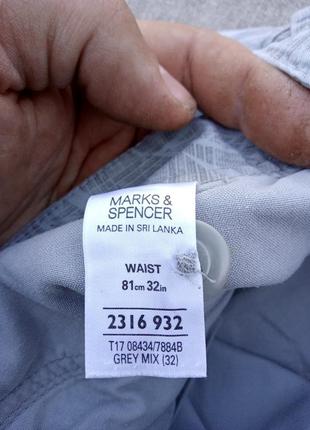 MARKS &
SPENCER
MADE IN SRI LANKA
WAIST
81cm 32in
2316 932
T17 08434/7884B
GREY MIX (32)